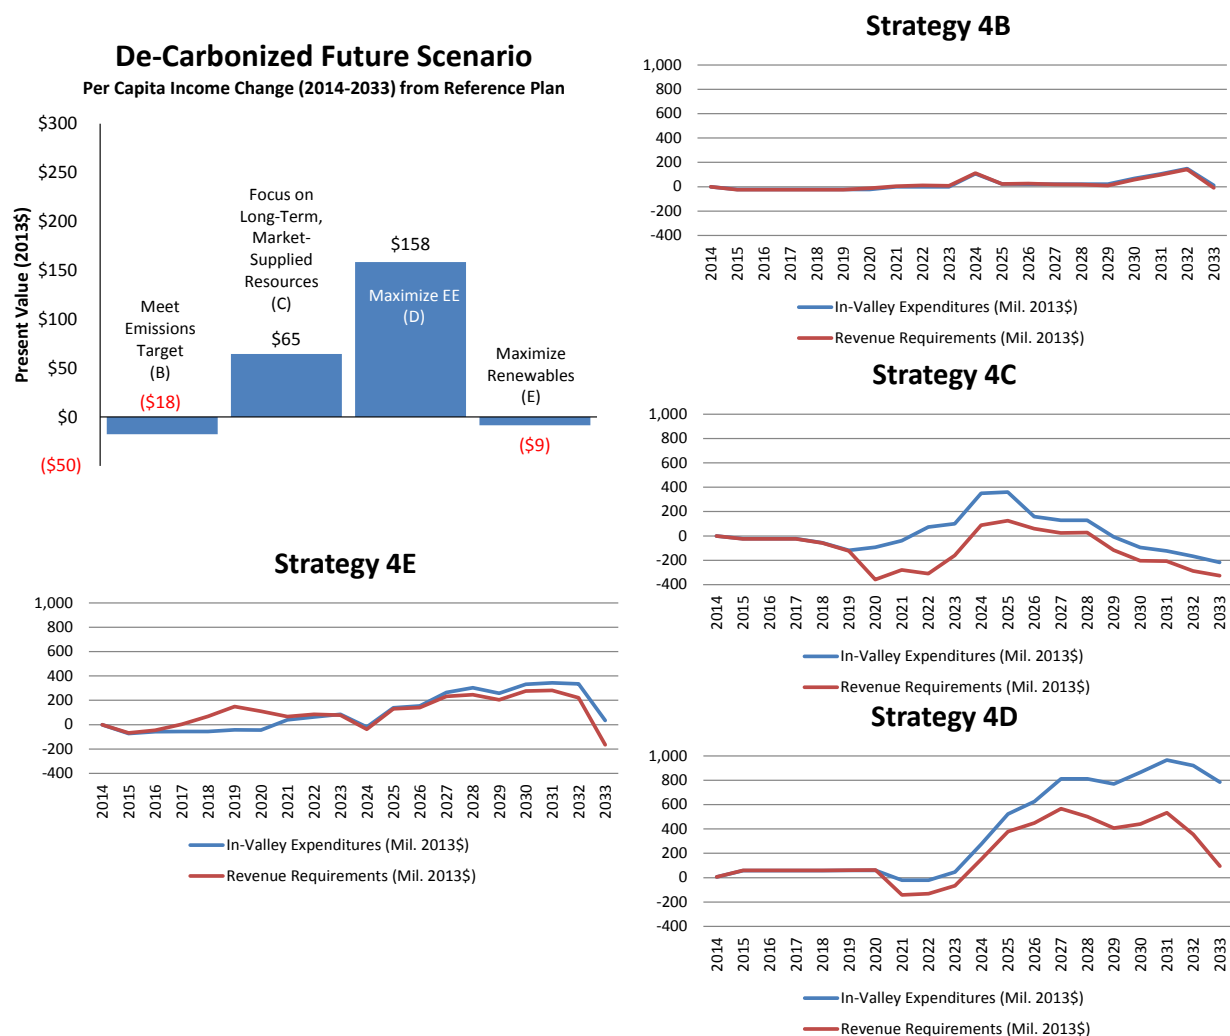 De-Carbonized Future Scenario
Per Capita Income Change (2014-2033) from Reference Plan
Present Value (2013$)
$300
$250
$200
$150
$100
$50
$0
($50)
Meet
Emissions
Target
(B)
($18)
Focus on
Long-Term,
Market-
Supplied
Resources
(C)
$65
$158
Maximize EE
(D)
Maximize
Renewables
(E)
($9)
Strategy 4B
1,000
800
600
400
200
0
-200
-400
2014 2015 2016 2017 2018 2019 2020 2021 2022 2023 2024 2025 2026 2027 2028 2029 2030 2031 2032 2033
In-Valley Expenditures (Mil. 2013$)
Revenue Requirements (Mil. 2013$)
Strategy 4C
1,000
800
600
400
200
0
-200
-400
2014 2015 2016 2017 2018 2019 2020 2021 2022 2023 2024 2025 2026 2027 2028 2029 2030 2031 2032 2033
In-Valley Expenditures (Mil. 2013$)
Revenue Requirements (Mil. 2013$)
Strategy 4E
1,000
800
600
400
200
0
-200
-400
2014 2015 2016 2017 2018 2019 2020 2021 2022 2023 2024 2025 2026 2027 2028 2029 2030 2031 2032 2033
In-Valley Expenditures (Mil. 2013$)
Revenue Requirements (Mil. 2013$)
Strategy 4D
1,000
800
600
400
200
0
-200
-400
2014 2015 2016 2017 2018 2019 2020 2021 2022 2023 2024 2025 2026 2027 2028 2029 2030 2031 2032 2033
In-Valley Expenditures (Mil. 2013$)
Revenue Requirements (Mil. 2013$)